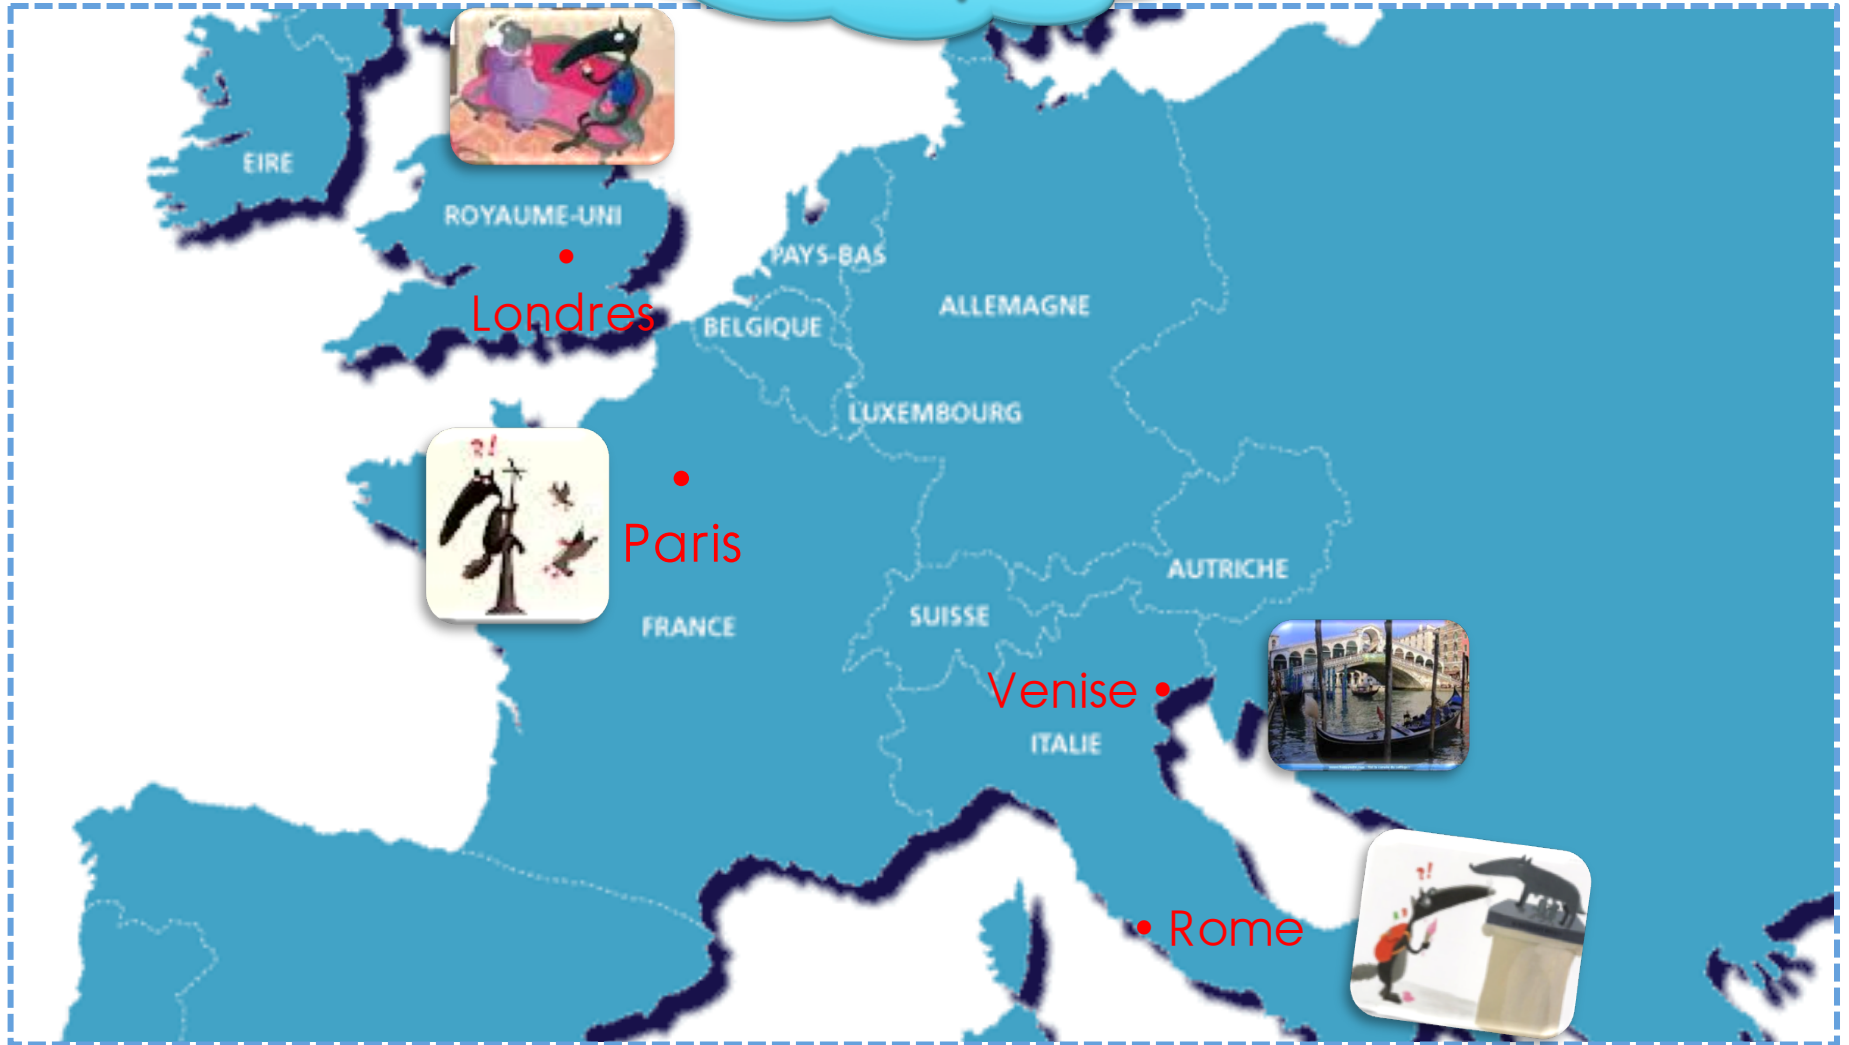 EIRE
ROYAUME-UNI
PAYS-BAS
Londres
BELGIQUE
ALLEMAGNE
LUXEMBOURG
?!
Paris
AUTRICHE
SUISSE
FRANCE
Venise
ITALIE
?!
Rome